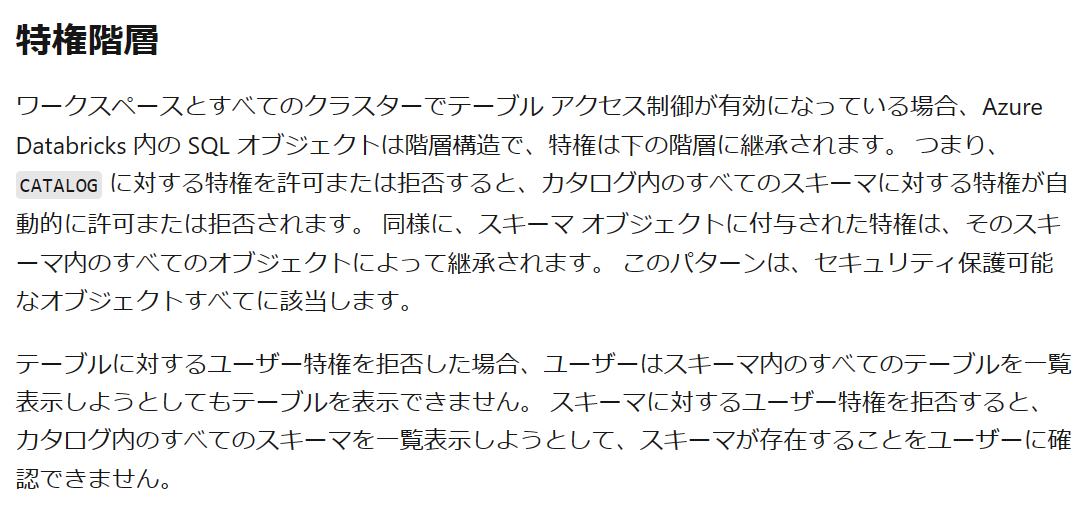 特権階層
ワークスペースとすべてのクラスターでテーブル アクセス制御が有効になっている場合、Azure
Databricks 内の SQL オブジェクトは階層構造で、特権は下の階層に継承されます。 つまり、
CATALOG に対する特権を許可または拒否すると、カタログ内のすべてのスキーマに対する特権が自
動的に許可または拒否されます。 同様に、スキーマ オブジェクトに付与された特権は、そのスキ
ーマ内のすべてのオブジェクトによって継承されます。 このパターンは、セキュリティ保護可能
なオブジェクトすべてに該当します。
テーブルに対するユーザー特権を拒否した場合、ユーザーはスキーマ内のすべてのテーブルを一覧
表示しようとしてもテーブルを表示できません。 スキーマに対するユーザー特権を拒否すると、
カタログ内のすべてのスキーマを一覧表示しようとして、スキーマが存在することをユーザーに確
認できません。